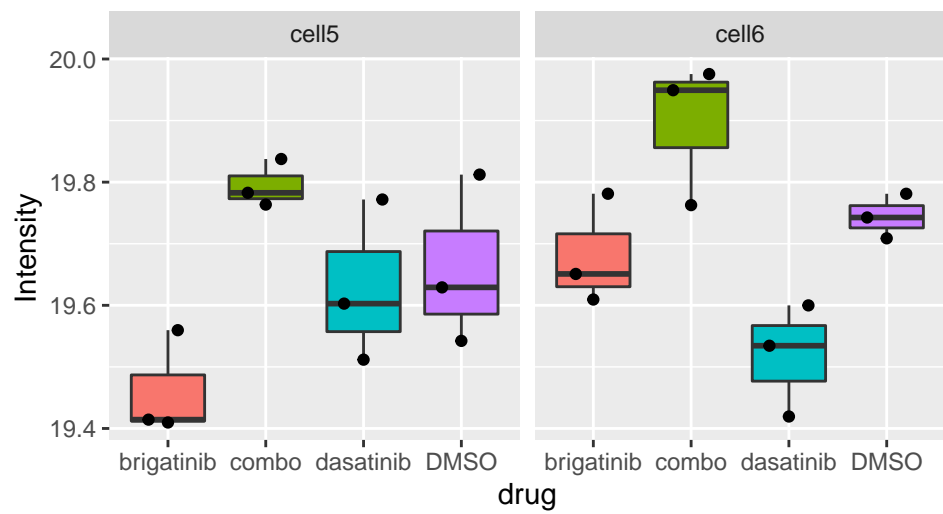 cell5 cell6
Intensity
20.0
19.8
19.6
19.4
brigatinib combo dasatinib DMSO brigatinib combo dasatinib DMSO
drug